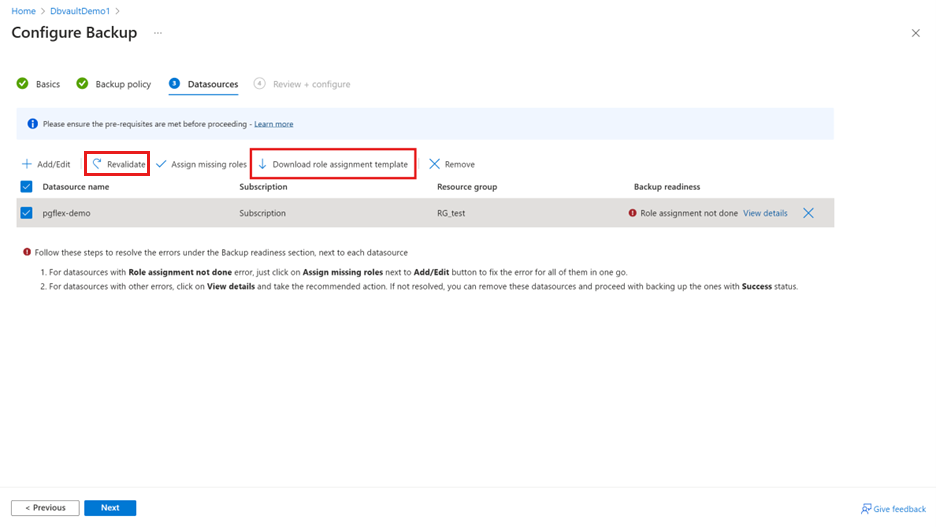 Home > DbvaultDemo1 >
Configure Backup ...
Basics Backup policy 3 Datasources 4 Review + configure
Please ensure the pre-requisites are met before proceeding - Learn more
Add/Edit Revalidate Assign missing roles Download role assignment template Remove
Datasource name Subscription Resource group Backup readiness
pgflex-demo Subscription RG_test Role assignment not done View details
Follow these steps to resolve the errors under the Backup readiness section, next to each datasource
1. For datasources with Role assignment not done error, just click on Assign missing roles next to Add/Edit button to fix the error for all of them in one go.
2. For datasources with other errors, click on View details and take the recommended action. If not resolved, you can remove these datasources and proceed with backing up the ones with Success status.
< Previous Next Give feedback